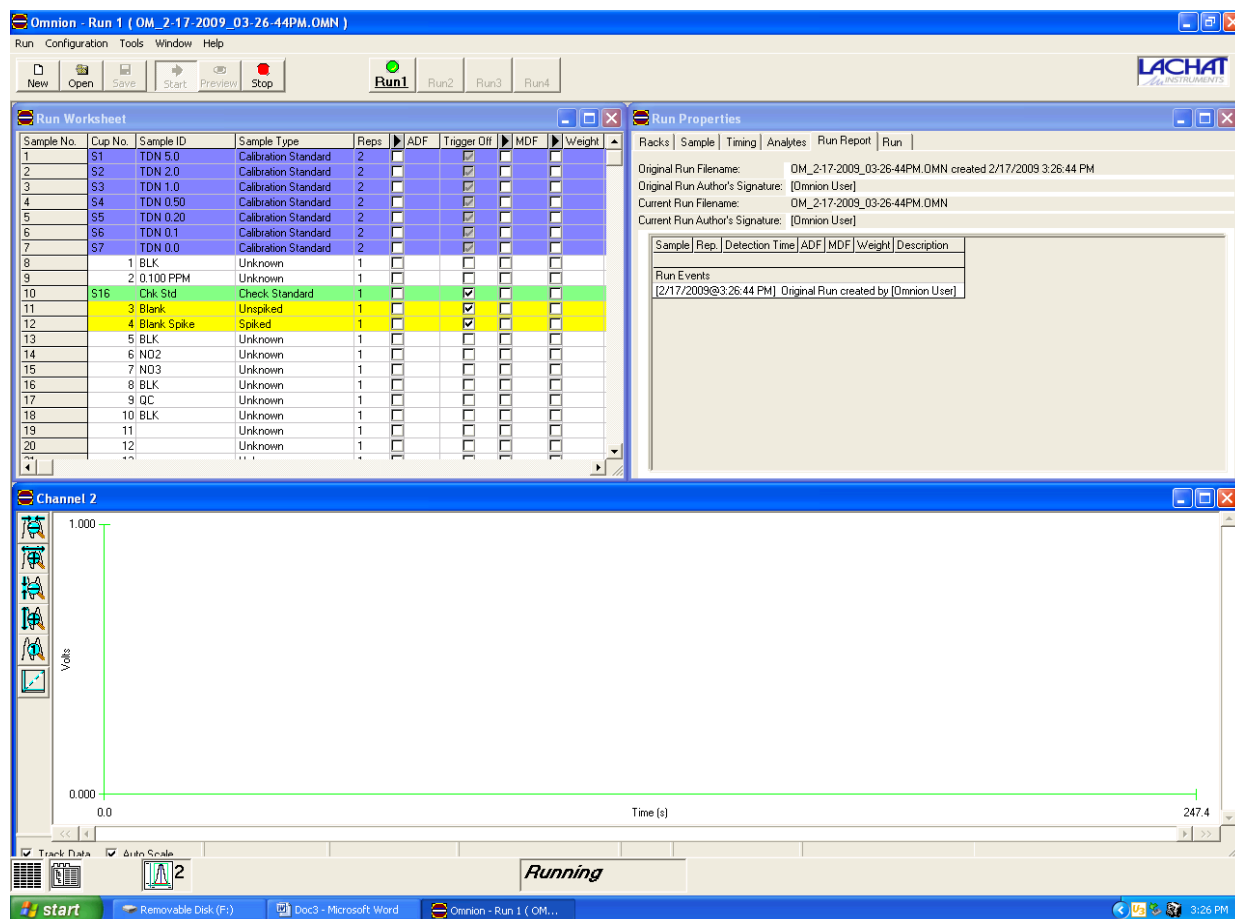 Omnion - Run 1 ( OM_2-17-2009_03-26-44PM.OMN )
Run Configuration Tools Window Help
New Open Save Start Preview Stop Run1 Run2 Run3 Run4
LACHAT
INSTRUMENTS
Run Worksheet
Sample No. Cup No. Sample ID Sample Type Reps ADF Trigger Off MDF Weight
1 S1 TDN 5.0 Calibration Standard 2
2 S2 TDN 2.0 Calibration Standard 2
3 S3 TDN 1.0 Calibration Standard 2
4 S4 TDN 0.50 Calibration Standard 2
5 S5 TDN 0.20 Calibration Standard 2
6 S6 TDN 0.1 Calibration Standard 2
7 S7 TDN 0.0 Calibration Standard 2
8 1 BLK Unknown 1
9 2 0.100 PPM Unknown 1
10 S16 Chk Std Check Standard 1
11 3 Blank Unspiked 1
12 4 Blank Spike Spiked 1
13 5 BLK Unknown 1
14 6 NO2 Unknown 1
15 7 NO3 Unknown 1
16 8 BLK Unknown 1
17 9 QC Unknown 1
18 10 BLK Unknown 1
19 11 Unknown 1
20 12 Unknown 1
Run Properties
Racks Sample Timing Analytes Run Report Run
Original Run Filename: OM_2-17-2009_03-26-44PM.OMN created 2/17/2009 3:26:44 PM
Original Run Author's Signature: [Omnion User]
Current Run Filename: OM_2-17-2009_03-26-44PM.OMN
Current Run Author's Signature: [Omnion User]
Sample Rep. Detection Time ADF MDF Weight Description
Run Events
[2/17/2009@3:26:44 PM] Original Run created by [Omnion User]
Channel 2
1.000
Volts
0.000
0.0 Time (s) 247.4
Track Data Auto Scale
2 Running
start Removable Disk (F:) Doc3 - Microsoft Word Omnion - Run 1 ( OM... 3:26 PM